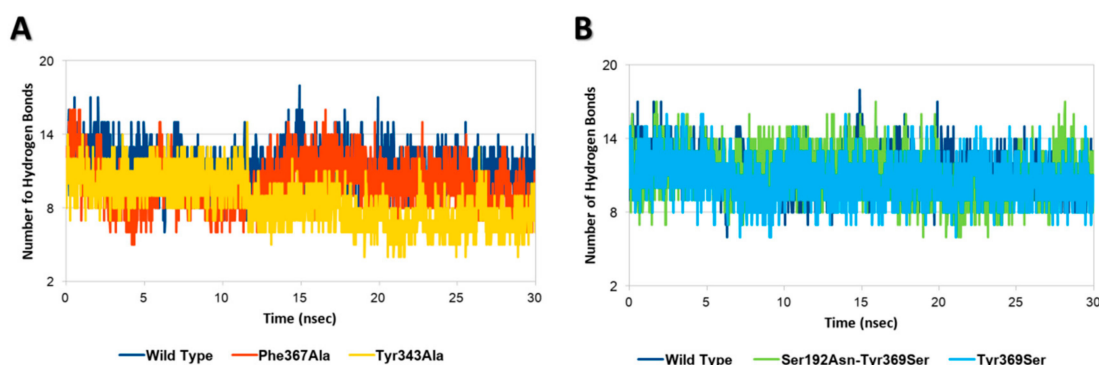 A
20
14
8
2
Number fo Hydrogen Bonds
0 5 10 15 20 25 30
Time (nsec)
Wild Type Phe367Ala Tyr343Ala
B
20
14
8
2
Number of Hydrogen Bonds
0 5 10 15 20 25 30
Time (nsec)
Wild Type Ser192Asn-Tyr369Ser Tyr369Ser